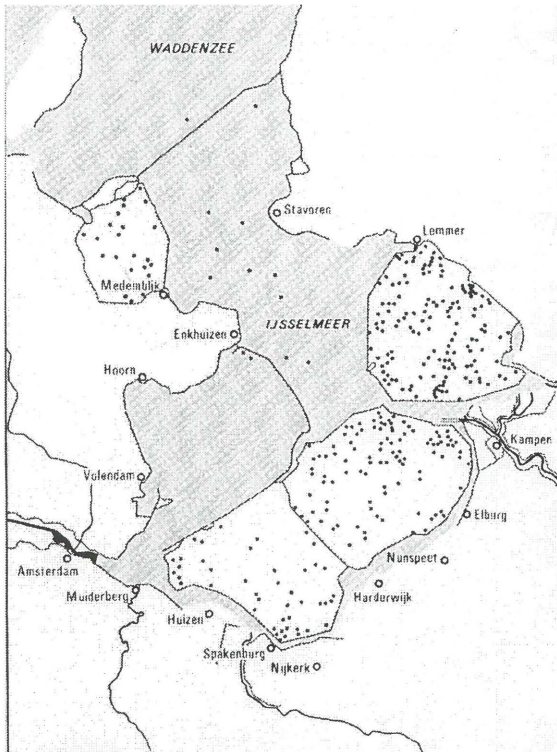 WADDENZEE
Stavoren
Lemmer
Medemblik
IJSSELMEER
Enkhuizen
Hoorn
Kampen
Volendam
Elburg
Amsterdam
Nunspeet
Muiderberg
Harderwijk
Huizen
Spakenburg
Nijkerk